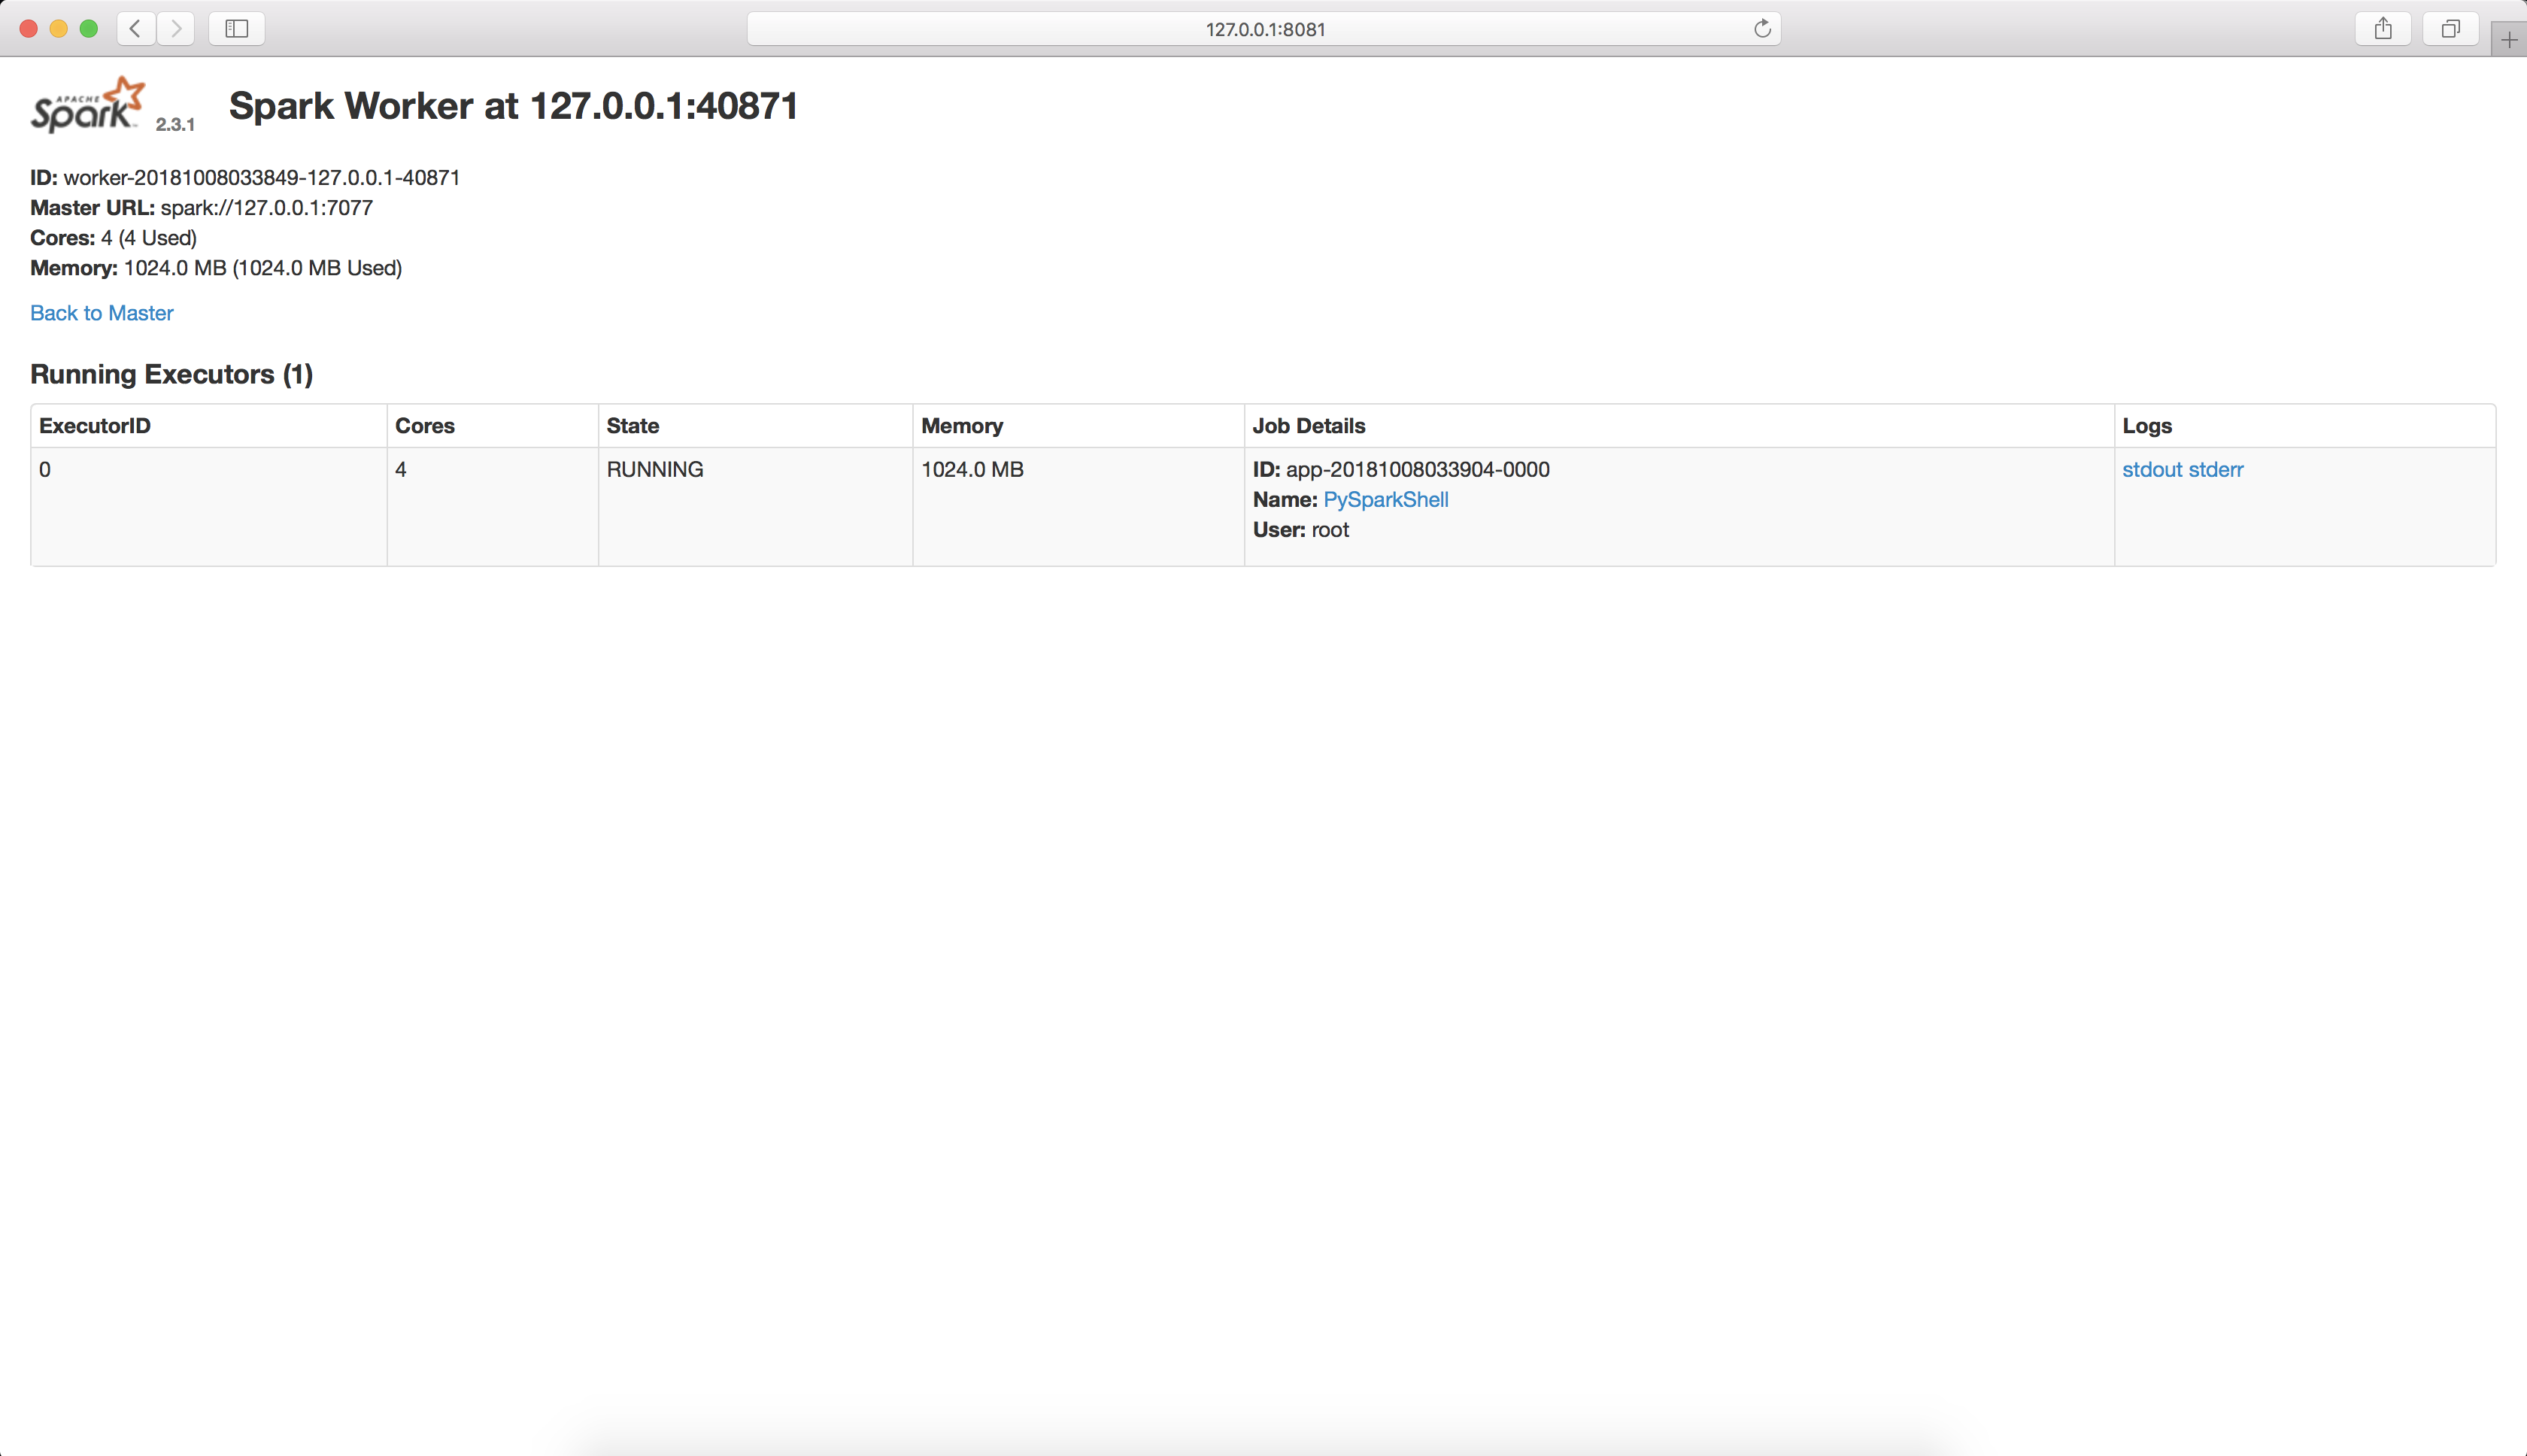 127.0.0.1:8081
APACHE
Spark™ 2.3.1 Spark Worker at 127.0.0.1:40871
ID: worker-20181008033849-127.0.0.1-40871
Master URL: spark://127.0.0.1:7077
Cores: 4 (4 Used)
Memory: 1024.0 MB (1024.0 MB Used)
Back to Master
Running Executors (1)
ExecutorID Cores State Memory Job Details Logs
0 4 RUNNING 1024.0 MB ID: app-20181008033904-0000 stdout stderr
Name: PySparkShell
User: root